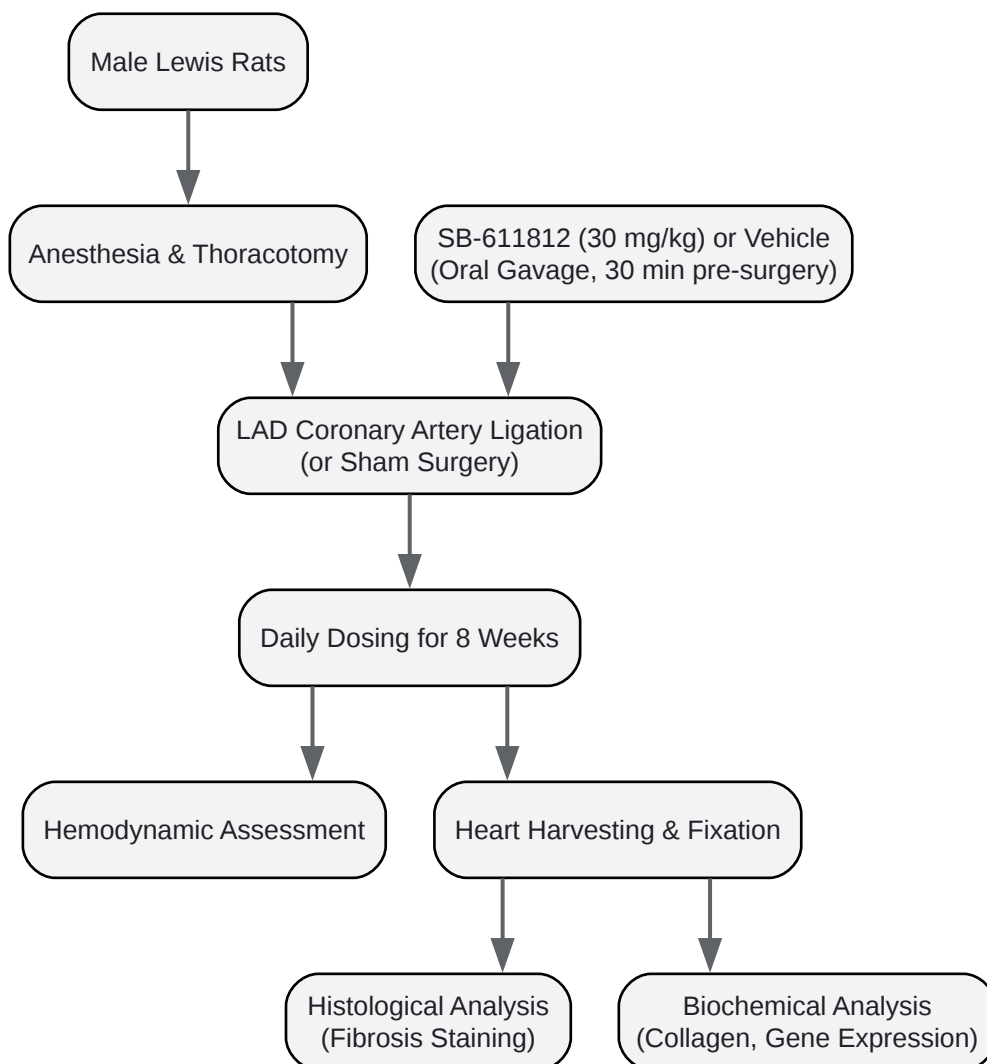 Male Lewis Rats
Anesthesia & Thoracotomy
SB-611812 (30 mg/kg) or Vehicle
(Oral Gavage, 30 min pre-surgery)
LAD Coronary Artery Ligation
(or Sham Surgery)
Daily Dosing for 8 Weeks
Hemodynamic Assessment
Heart Harvesting & Fixation
Histological Analysis
(Fibrosis Staining)
Biochemical Analysis
(Collagen, Gene Expression)